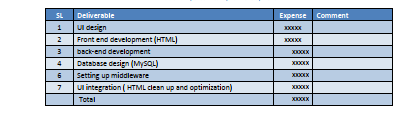 SL Deliverable Expense Comment
1 UI design xxxxx
2 Front end development (HTML) xxxxx
3 back-end development xxxxx
4 Database design (MySQL) xxxxx
6 Setting up middleware xxxxx
7 UI integration ( HTML clean up and optimization) xxxxx
Total xxxxx